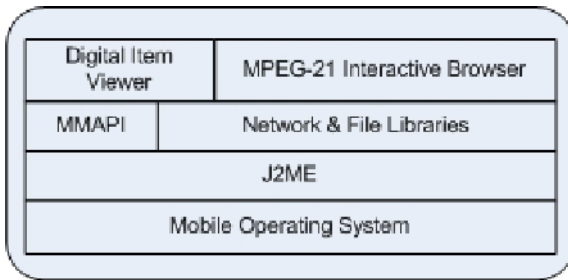 Digital Item
Viewer
MPEG-21 Interactive Browser
MMAPI
Network & File Libraries
J2ME
Mobile Operating System